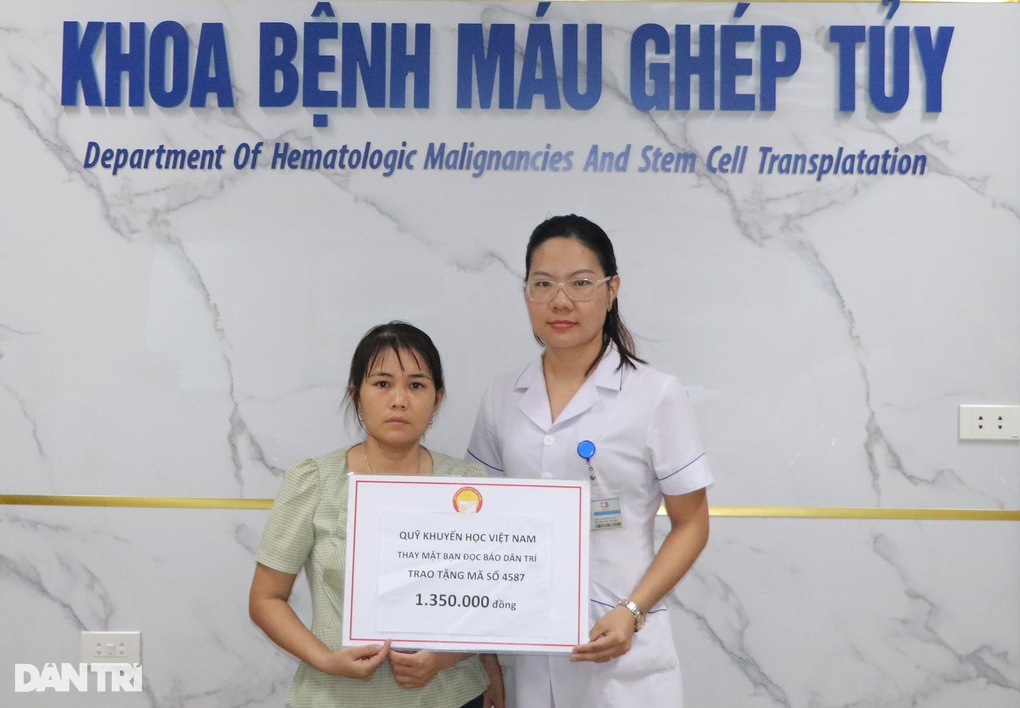 KHOA BỆNH MÁU GHÉP TỦY
Department Of Hematologic Malignancies And Stem Cell Transplatation
QUỸ KHUYẾN HỌC VIỆT NAM
THAY MẶT BẠN ĐỌC BÁO DÂN TRÍ
TRAO TẶNG MÃ SỐ 4587
1.350.000 đồng
DÂN TRÍ